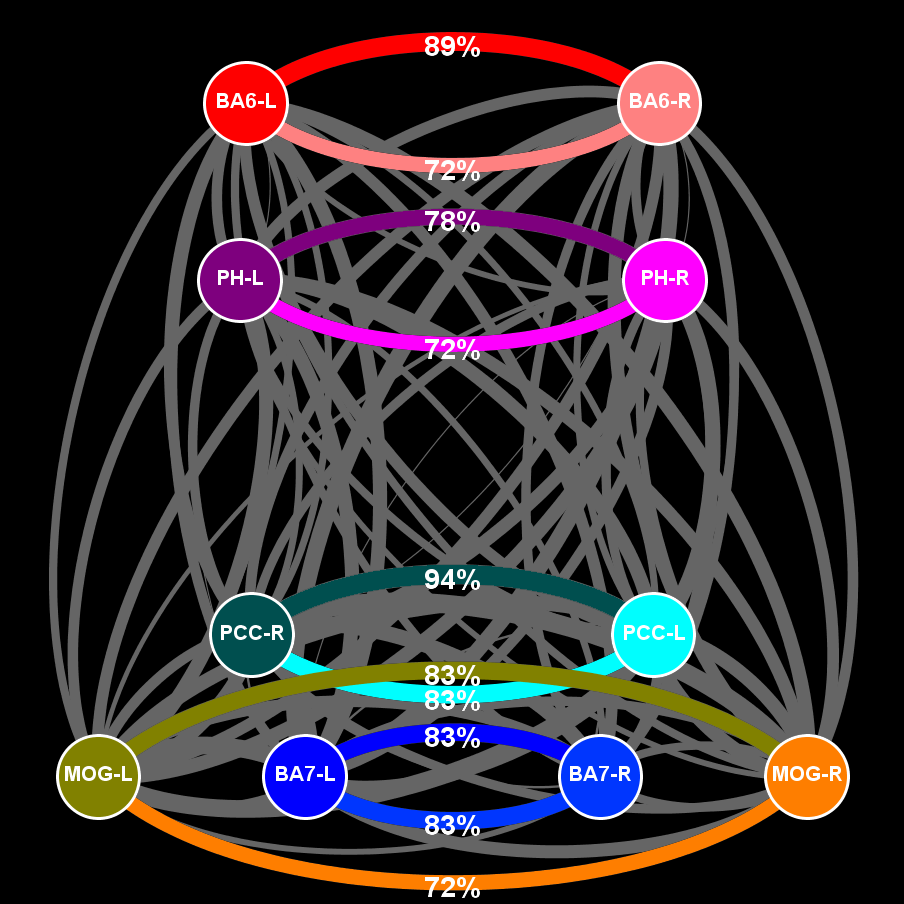 89%
BA6-L
BA6-R
72%
78%
PH-L
PH-R
72%
94%
PCC-R
PCC-L
83%
83%
83%
MOG-L
BA7-L
BA7-R
MOG-R
83%
72%